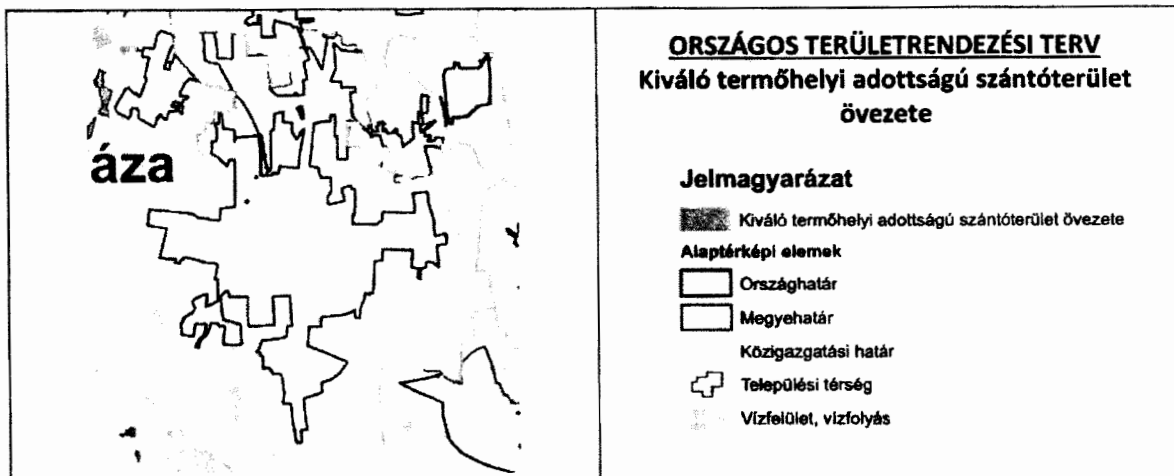 áza
ORSZÁGOS TERÜLETRENDEZÉSI TERV
Kiváló termőhelyi adottságú szántóterület
övezete
Jelmagyarázat
Kiváló termőhelyi adottságú szántóterület övezete
Alaptérképi elemek
Országhatár
Megyehatár
Közigazgatási határ
Települési térség
Vízfelület, vízfolyás